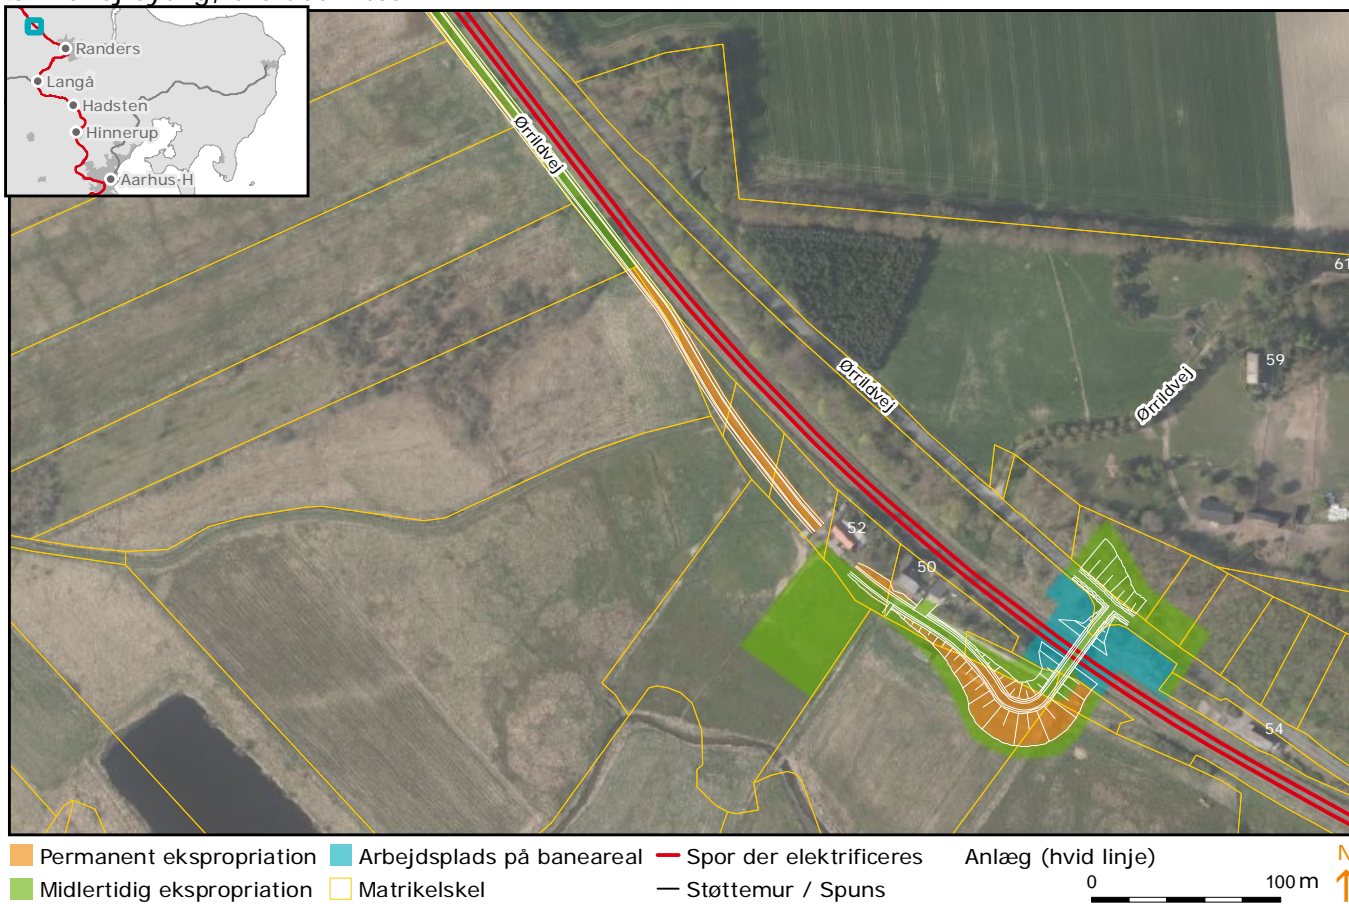 Randers
Langå
Hadsten
Hinnerup
Aarhus H
Ørrildvej
Ørrildvej
Ørrildvej
61
59
52
50
54
Permanent ekspropriation
Arbejdsplads på baneareal
Spor der elektrificeres
Anlæg (hvid linje)
N
Midlertidig ekspropriation
Matrikelskel
Støttemur / Spuns
0
100 m